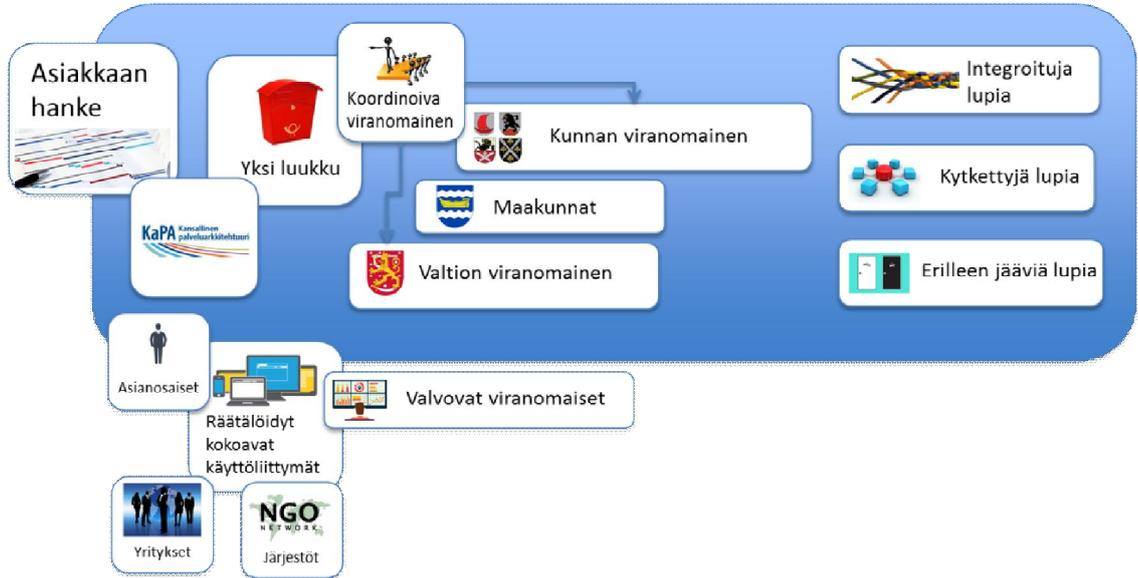 Asiakkaan
hanke
Yksi luukku
Koordinoiva
viranomainen
KaPA Kansallinen
palveluarkkitehtuuri
Kunnan viranomainen
Maakunnat
Valtion viranomainen
Integroituja
lupia
Kytkettyjä lupia
Erilleen jääviä lupia
Asianosaiset
Räätälöidyt
kokoavat
käyttöliittymät
Valvovat viranomaiset
Yritykset
NGO
NETWORK
Järjestöt